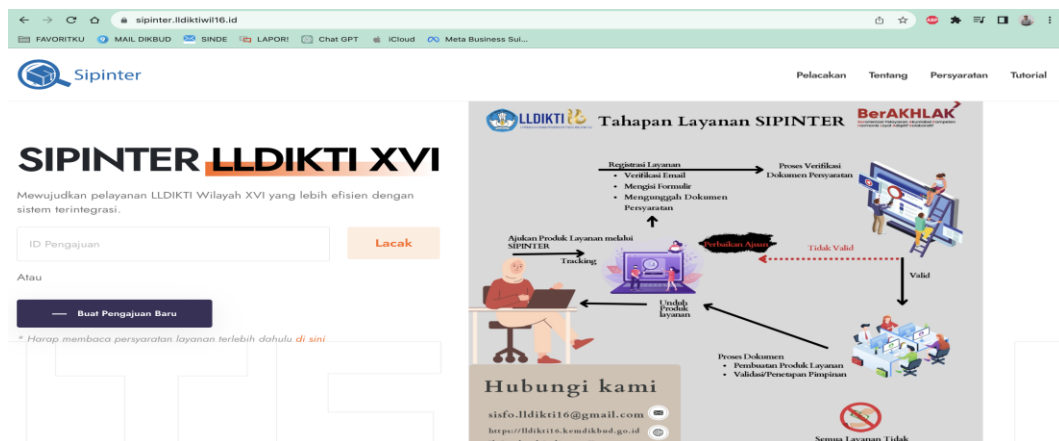 sipinter.lldiktiwil16.id
FAVORITKU
MAIL DIKBUD
SINDE
LAPOR!
Chat GPT
iCloud
Meta Business Sui...
Sipinter
Pelacakan
Tentang
Persyaratan
Tutorial
SIPINTER LLDIKTI XVI
Mewujudkan pelayanan LLDIKTI Wilayah XVI yang lebih efisien dengan
sistem terintegrasi.
ID Pengajuan
Lacak
Atau
Buat Pengajuan Baru
* Harap membaca persyaratan layanan terlebih dahulu di sini
LLDIKTI
Tahapan Layanan SIPINTER
BerAKHLAK
Registrasi Layanan
• Verifikasi Email
• Mengisi Formulir
• Mengunggah Dokumen
Persyaratan
Proses Verifikasi
Dokumen Persyaratan
Ajukan Produk Layanan melalui
SIPINTER
Tracking
Perbaikan Ajuan
Tidak Valid
Valid
Unduh
Produk
layanan
Proses Dokumen
• Pembuatan Produk Layanan
• Validasi/Penetapan Pimpinan
Hubungi kami
sisfo.lldikti16@gmail.com
https://lldikti16.kemdikbud.go.id
Semua Layanan Tidak